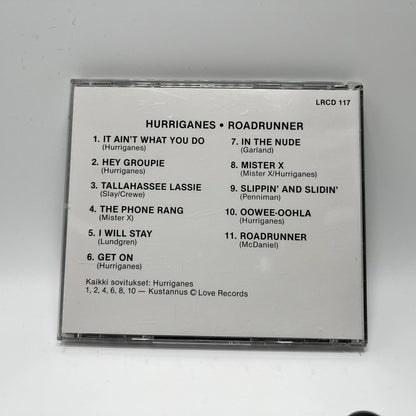 LRCD 117
HURRIGANES • ROADRUNNER
1. IT AIN'T WHAT YOU DO
(Hurriganes)
2. HEY GROUPIE
(Hurriganes)
3. TALLAHASSEE LASSIE
(Slay/Crewe)
4. THE PHONE RANG
(Mister X)
5. I WILL STAY
(Lundgren)
6. GET ON
(Hurriganes)
7. IN THE NUDE
(Garland)
8. MISTER X
(Mister X/Hurriganes)
9. SLIPPIN' AND SLIDIN'
(Penniman)
10. OOWEE-OOHLA
(Hurriganes)
11. ROADRUNNER
(McDaniel)
Kaikki sovitukset: Hurriganes
1, 2, 4, 6, 8, 10 — Kustannus © Love Records